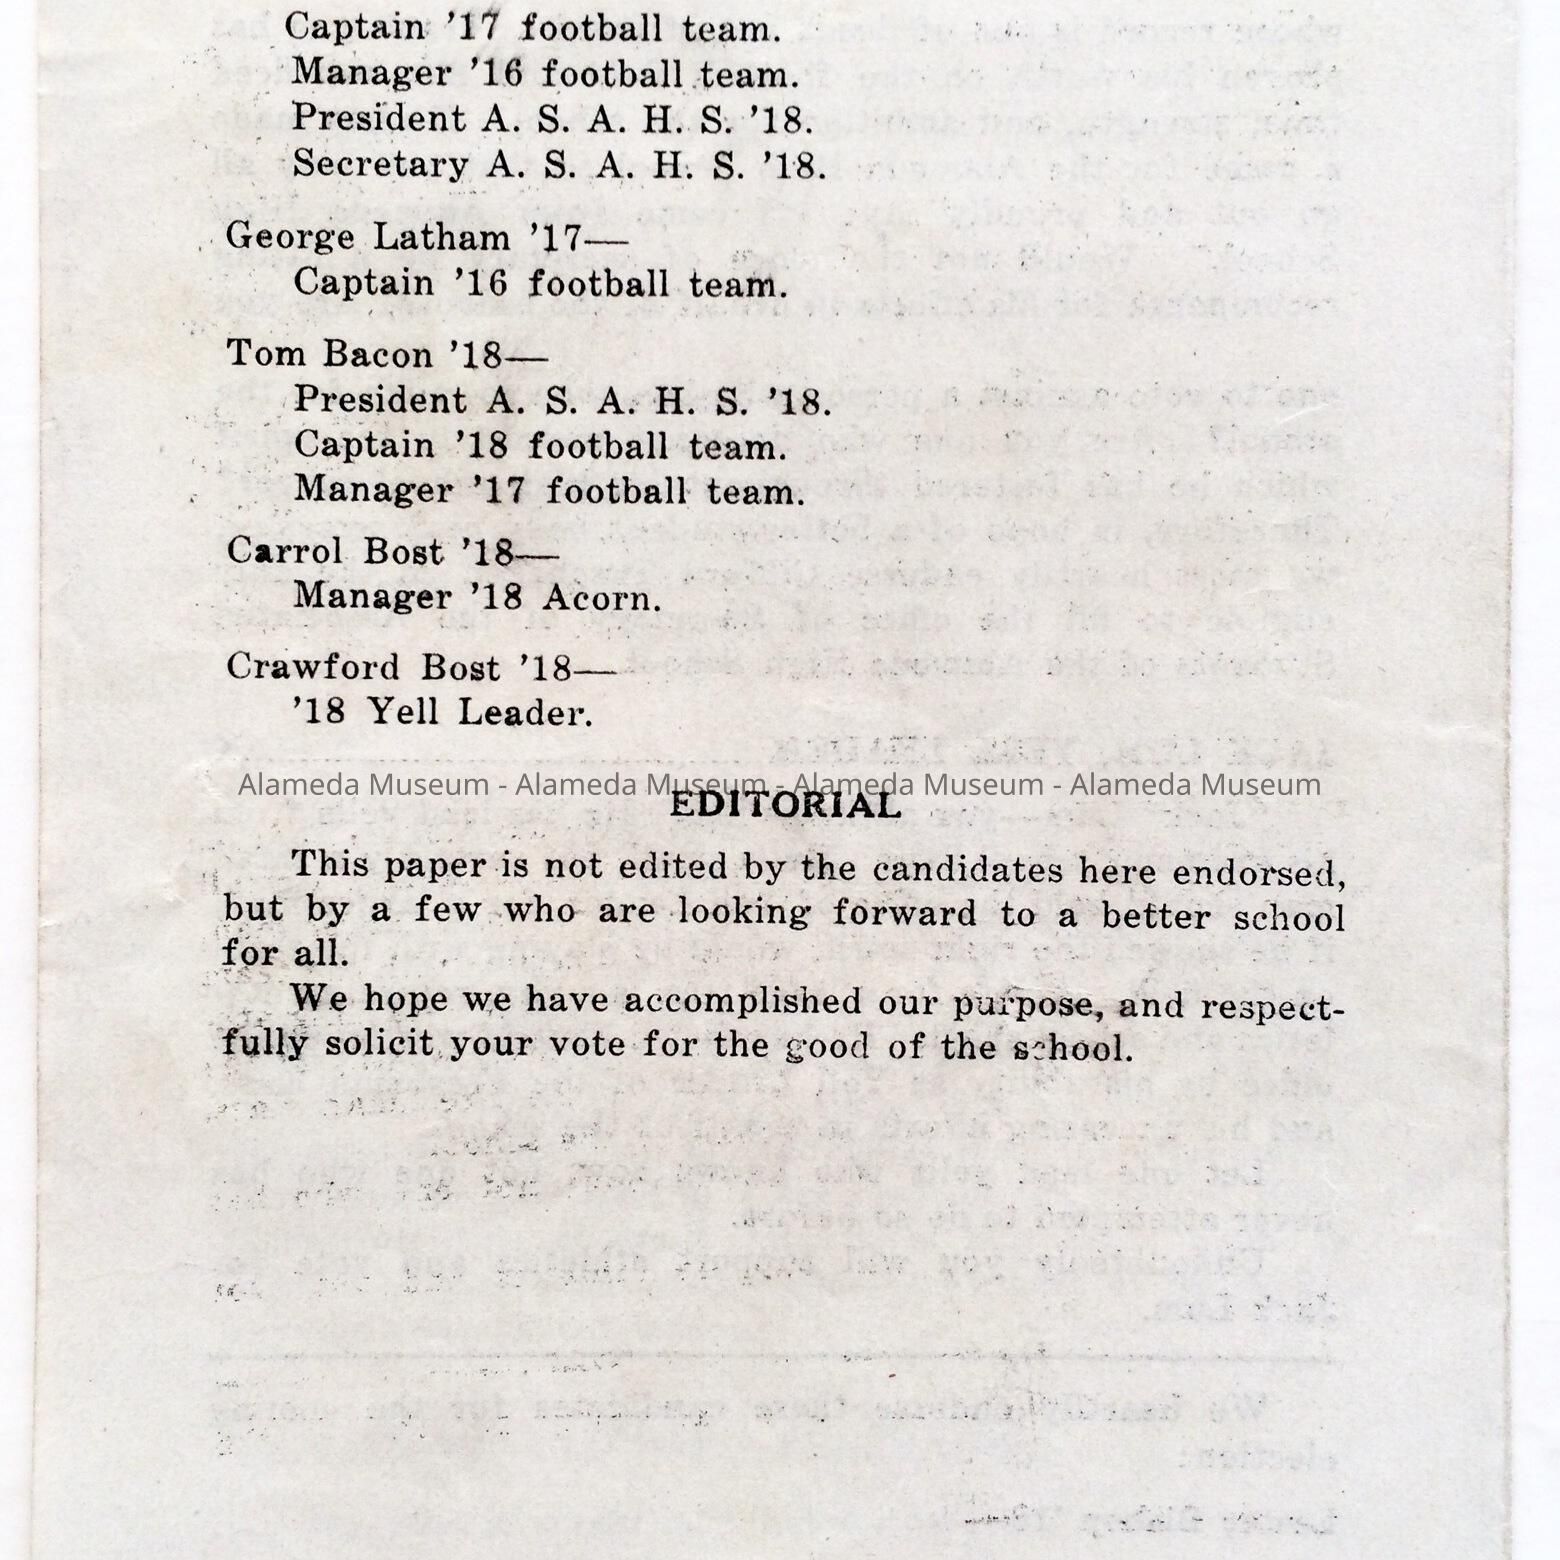 Captain '17 football team.
Manager '16 football team.
President A. S. A. H. S. '18.
Secretary A. S. A. H. S. '18.
George Latham '17—
Captain '16 football team.
Tom Bacon '18—
President A. S. A. H. S. '18.
Captain '18 football team.
Manager '17 football team.
Carrol Bost '18—
Manager '18 Acorn.
Crawford Bost '18—
'18 Yell Leader.
Alameda Museum - Alameda Museum - Alameda Museum - Alameda Museum
EDITORIAL
This paper is not edited by the candidates here endorsed,
but by a few who are looking forward to a better school
for all.
We hope we have accomplished our purpose, and respect-
fully solicit your vote for the good of the school.